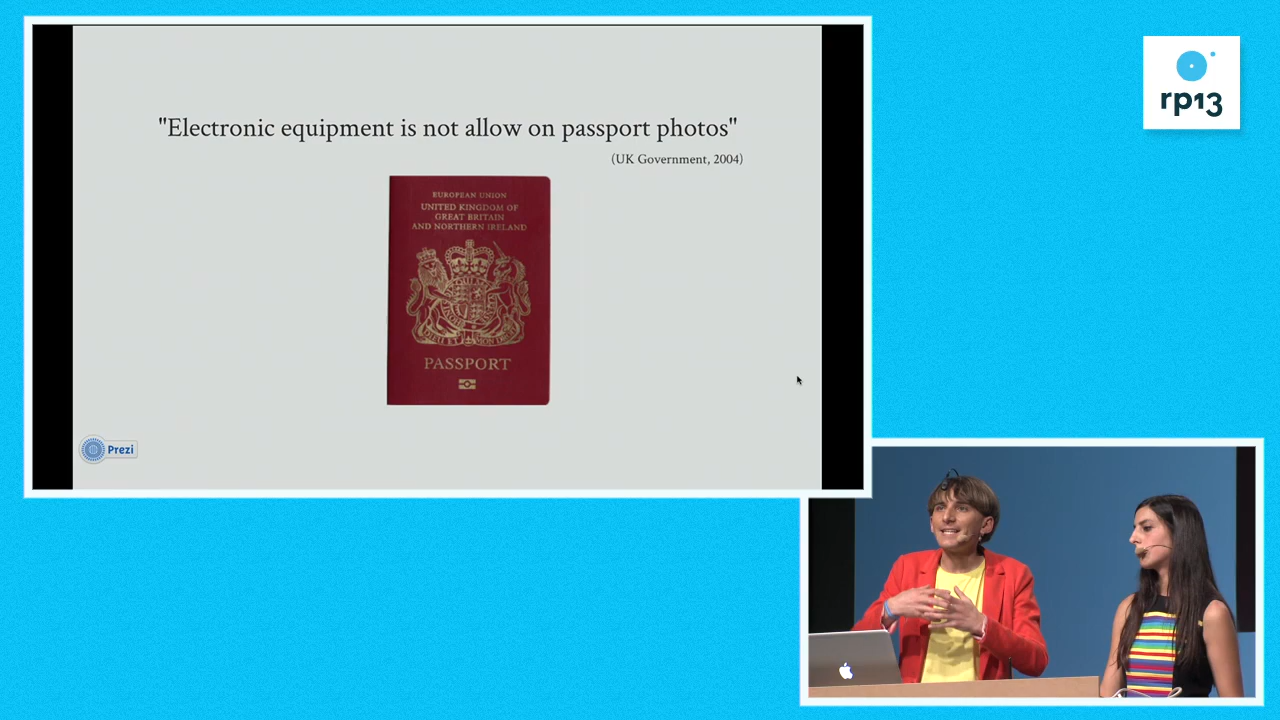 "Electronic equipment is not allow on passport photos"
(UK Government, 2004)
EUROPEAN UNION
UNITED KINGDOM OF
GREAT BRITAIN
AND NORTHERN IRELAND
PASSPORT
Prezi
rp13